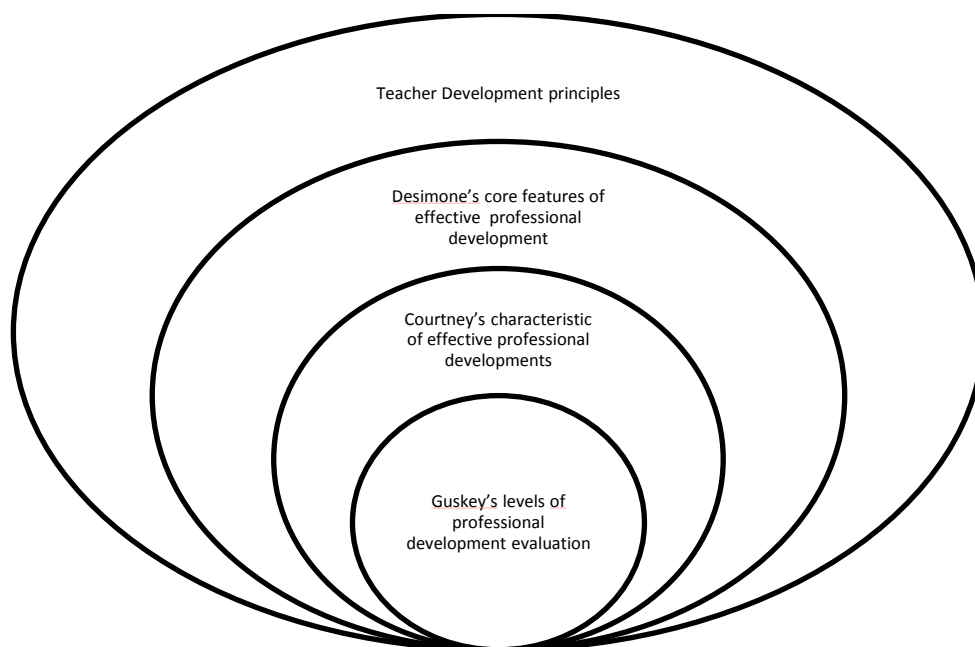 Teacher Development principles
Desimone’s core features of
effective  professional
development
Courtney’s characteristic
of effective professional
developments
Guskey’s levels of
professional
development evaluation